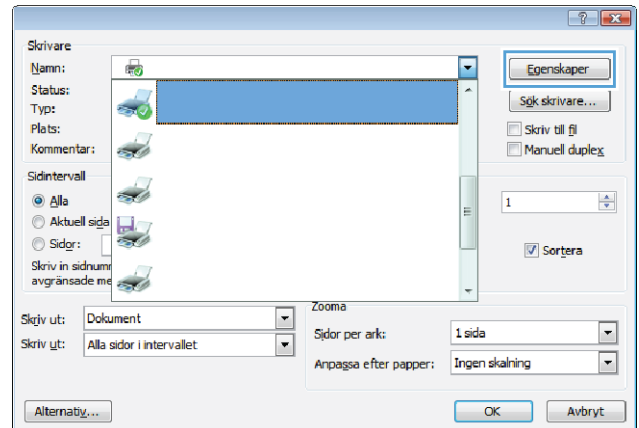 Skrivare
Namn:
Egenskaper
Status:
Sök skrivare...
Typ:
Plats:
Skriv till fil
Kommentar:
Manuell duplex
Sidintervall
Alla
1
Aktuell sida
Sidor:
Sortera
Skriv in sidnumr
avgränsade me
Zooma
Skriv ut: Dokument
Sidor per ark: 1 sida
Skriv ut: Alla sidor i intervallet
Anpassa efter papper: Ingen skalning
Alternativ...
OK
Avbryt